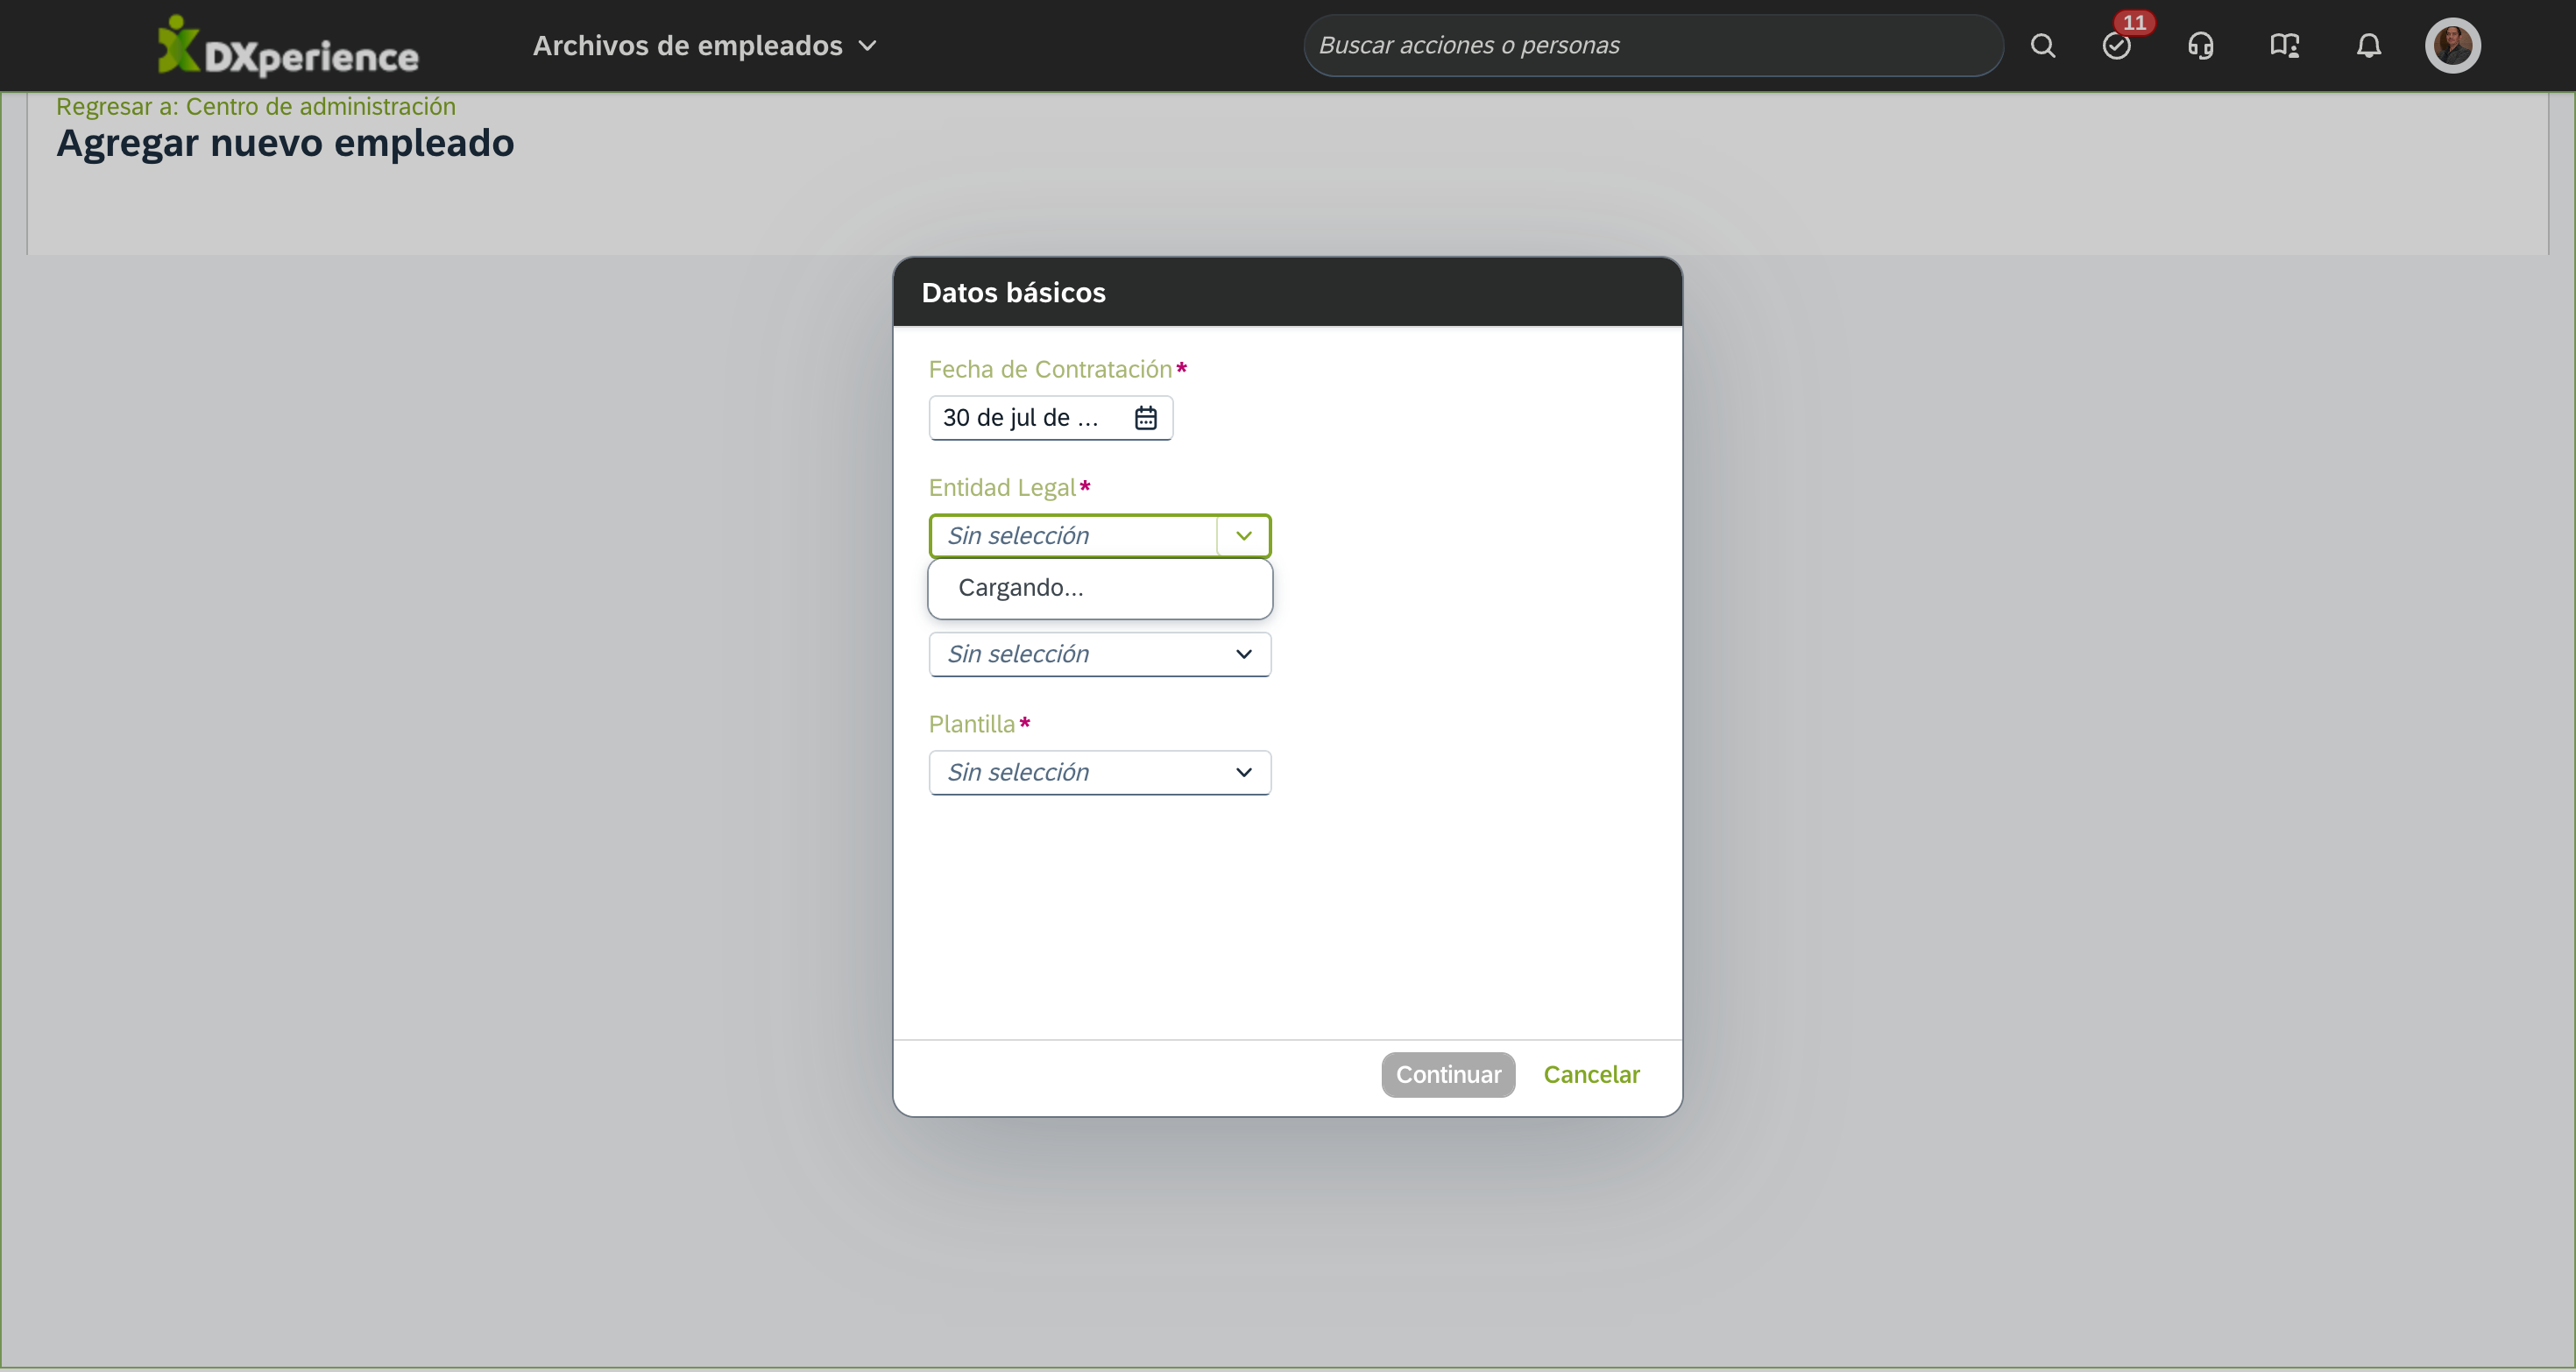 DXperience
Archivos de empleados
Buscar acciones o personas
11
Regresar a: Centro de administración
Agregar nuevo empleado
Datos básicos
Fecha de Contratación*
30 de jul de ...
Entidad Legal*
Sin selección
Cargando...
Sin selección
Plantilla*
Sin selección
Continuar
Cancelar